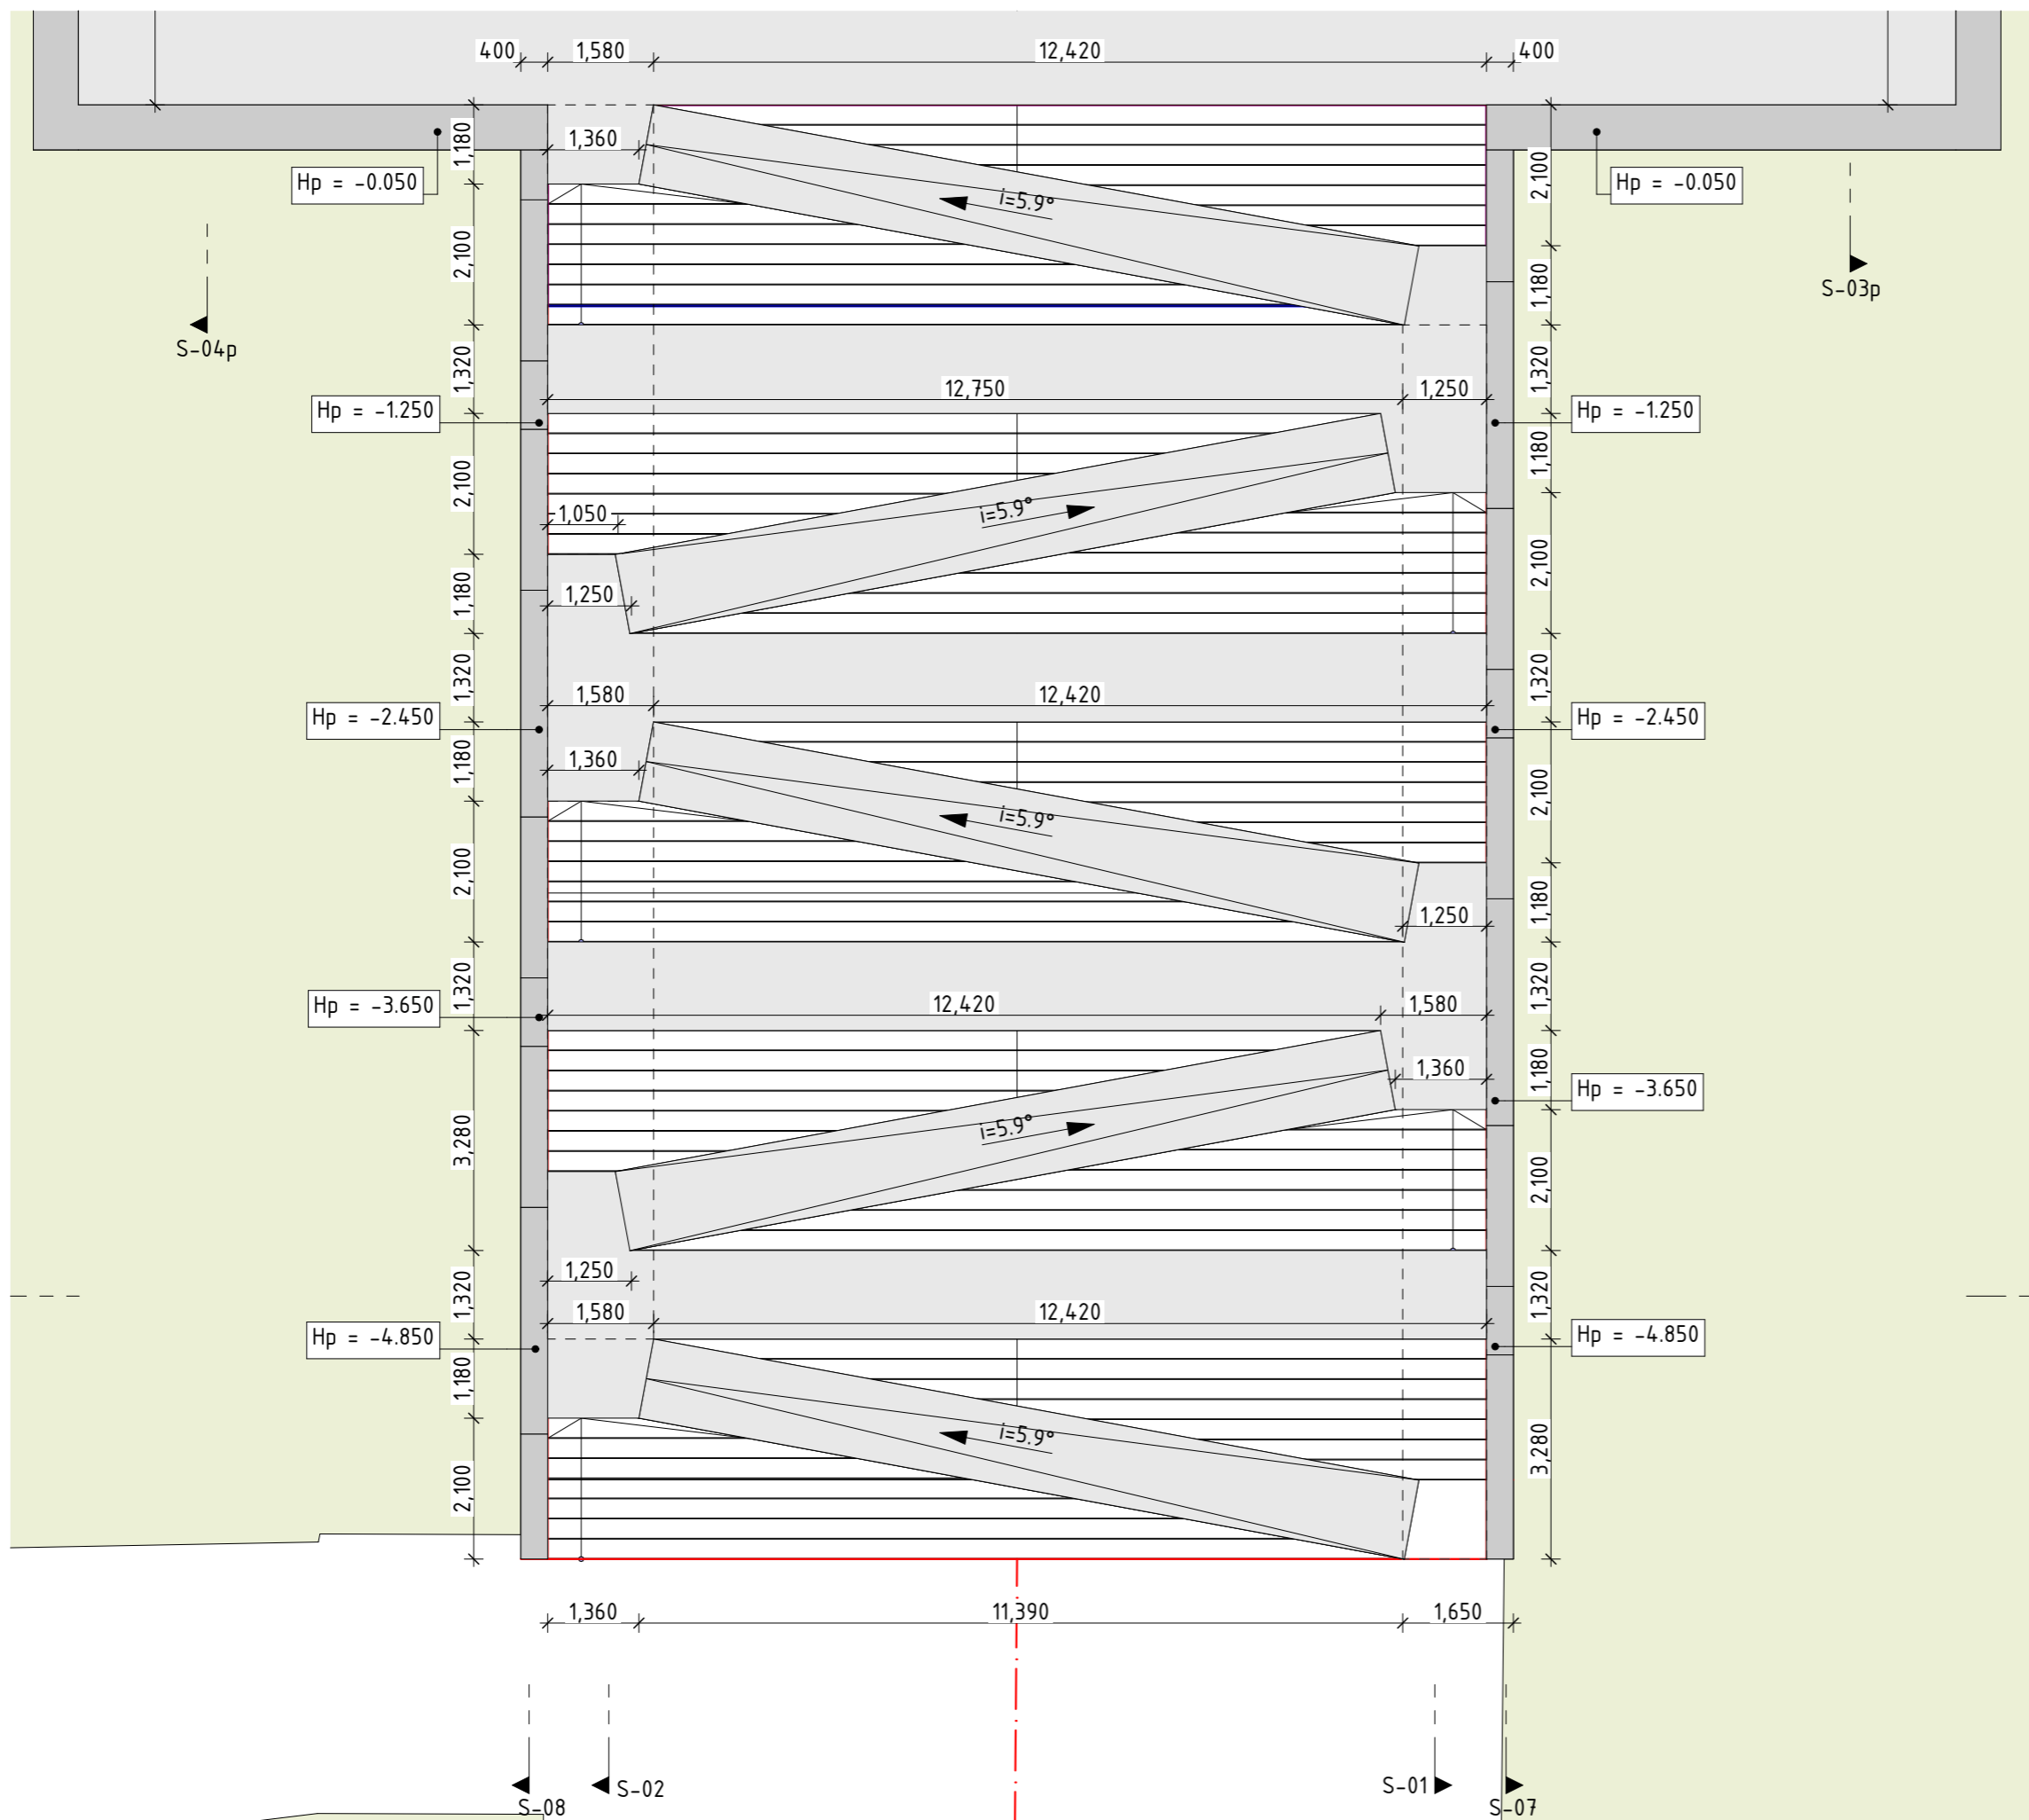 400 1,580 12,420 400
1,180 1,360 2,100
Hp = -0.050 Hp = -0.050
i=5.9°
2,100 1,180
S-04p S-03p
1,320 12,750 1,250 1,320
Hp = -1.250 Hp = -1.250
1,180
2,100 1,050 i=5.9°
1,180 1,250 2,100
1,320 1,580 12,420 1,320
Hp = -2.450 Hp = -2.450
1,180 1,360 2,100
i=5.9°
2,100 1,250 1,180
1,320 12,420 1,580 1,320
Hp = -3.650
1,360 1,180
Hp = -3.650
3,280 i=5.9°
2,100
1,250
1,320 1,580 12,420 1,320
Hp = -4.850 Hp = -4.850
1,180
i=5.9°
2,100 3,280
1,360 11,390 1,650
S-02 S-01
S-08 S-07